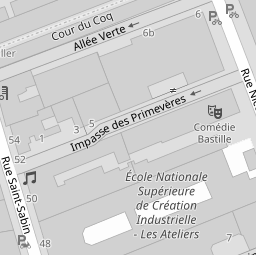 Cour du Coq
Allée Verte
6b
Impasse des Primevères
Comédie
Bastille
54
1
3
5
52
50
48
Rue Saint-Sabin
École Nationale
Supérieure
de Création
Industrielle
- Les Ateliers
4
6
7